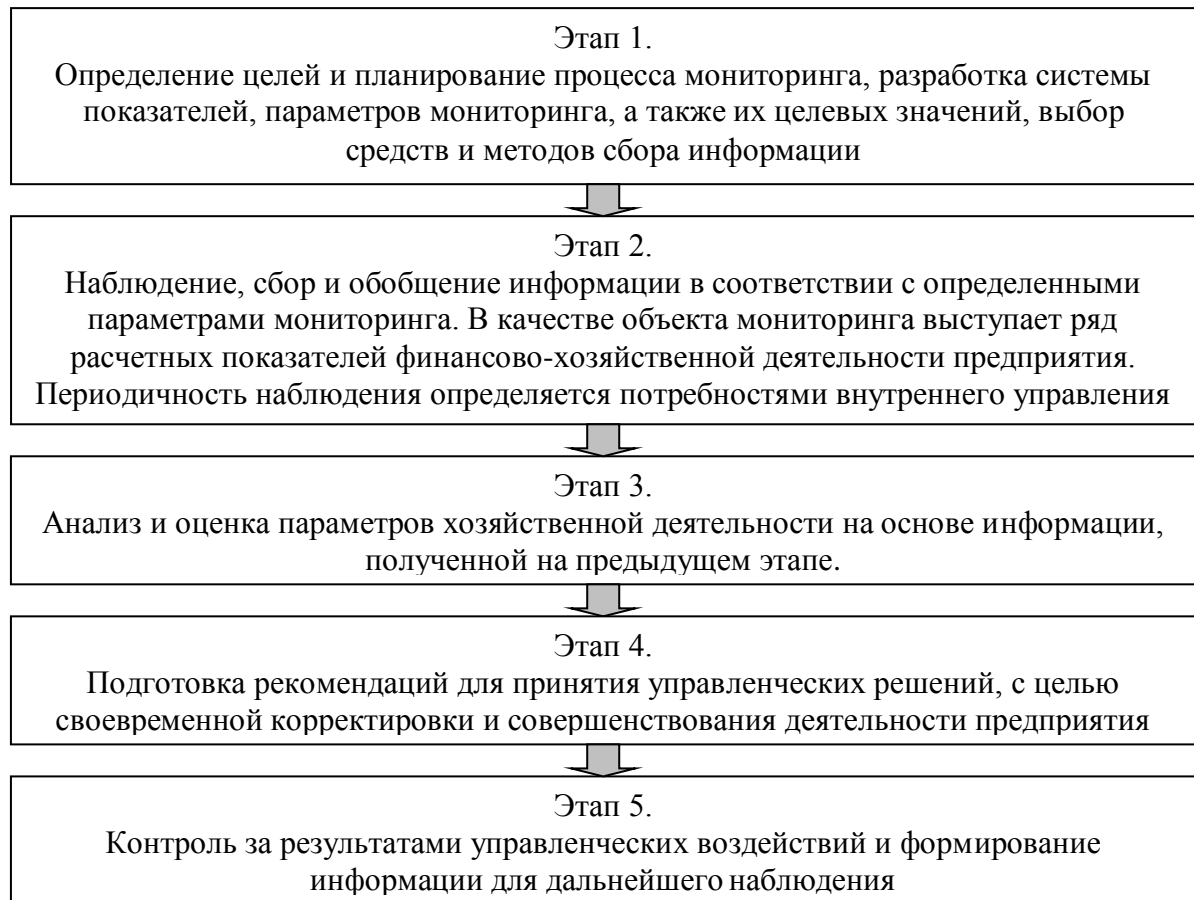 Этап 1.
Определение целей и планирование процесса мониторинга, разработка системы
показателей, параметров мониторинга, а также их целевых значений, выбор
средств и методов сбора информации
Этап 2.
Наблюдение, сбор и обобщение информации в соответствии с определенными
параметрами мониторинга. В качестве объекта мониторинга выступает ряд
расчетных показателей финансово-хозяйственной деятельности предприятия.
Периодичность наблюдения определяется потребностями внутреннего управления
Этап 3.
Анализ и оценка параметров хозяйственной деятельности на основе информации,
полученной на предыдущем этапе.
Этап 4.
Подготовка рекомендаций для принятия управленческих решений, с целью
своевременной корректировки и совершенствования деятельности предприятия
Этап 5.
Контроль за результатами управленческих воздействий и формирование
информации для дальнейшего наблюдения